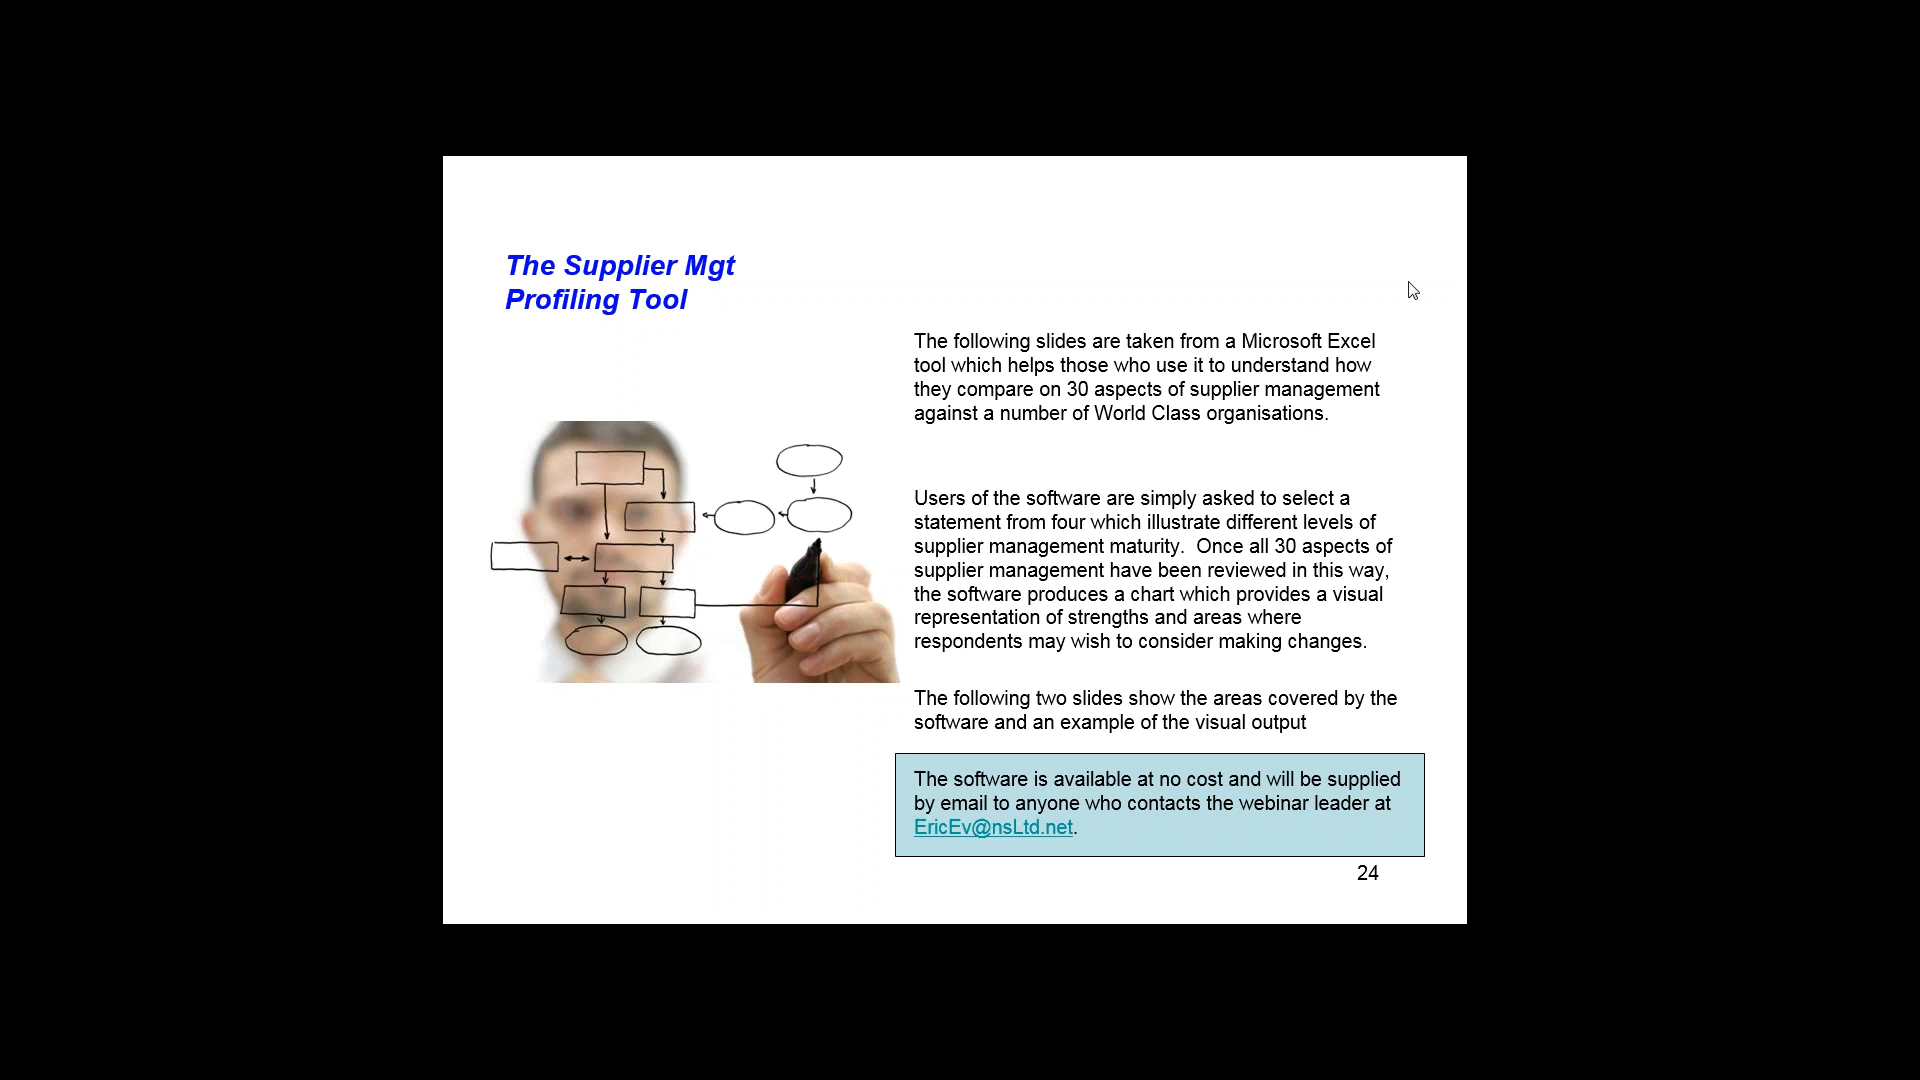 The Supplier Mgt
Profiling Tool
The following slides are taken from a Microsoft Excel
tool which helps those who use it to understand how
they compare on 30 aspects of supplier management
against a number of World Class organisations.
Users of the software are simply asked to select a
statement from four which illustrate different levels of
supplier management maturity.  Once all 30 aspects of
supplier management have been reviewed in this way,
the software produces a chart which provides a visual
representation of strengths and areas where
respondents may wish to consider making changes.
The following two slides show the areas covered by the
software and an example of the visual output
The software is available at no cost and will be supplied
by email to anyone who contacts the webinar leader at
EricEv@nsLtd.net.
24